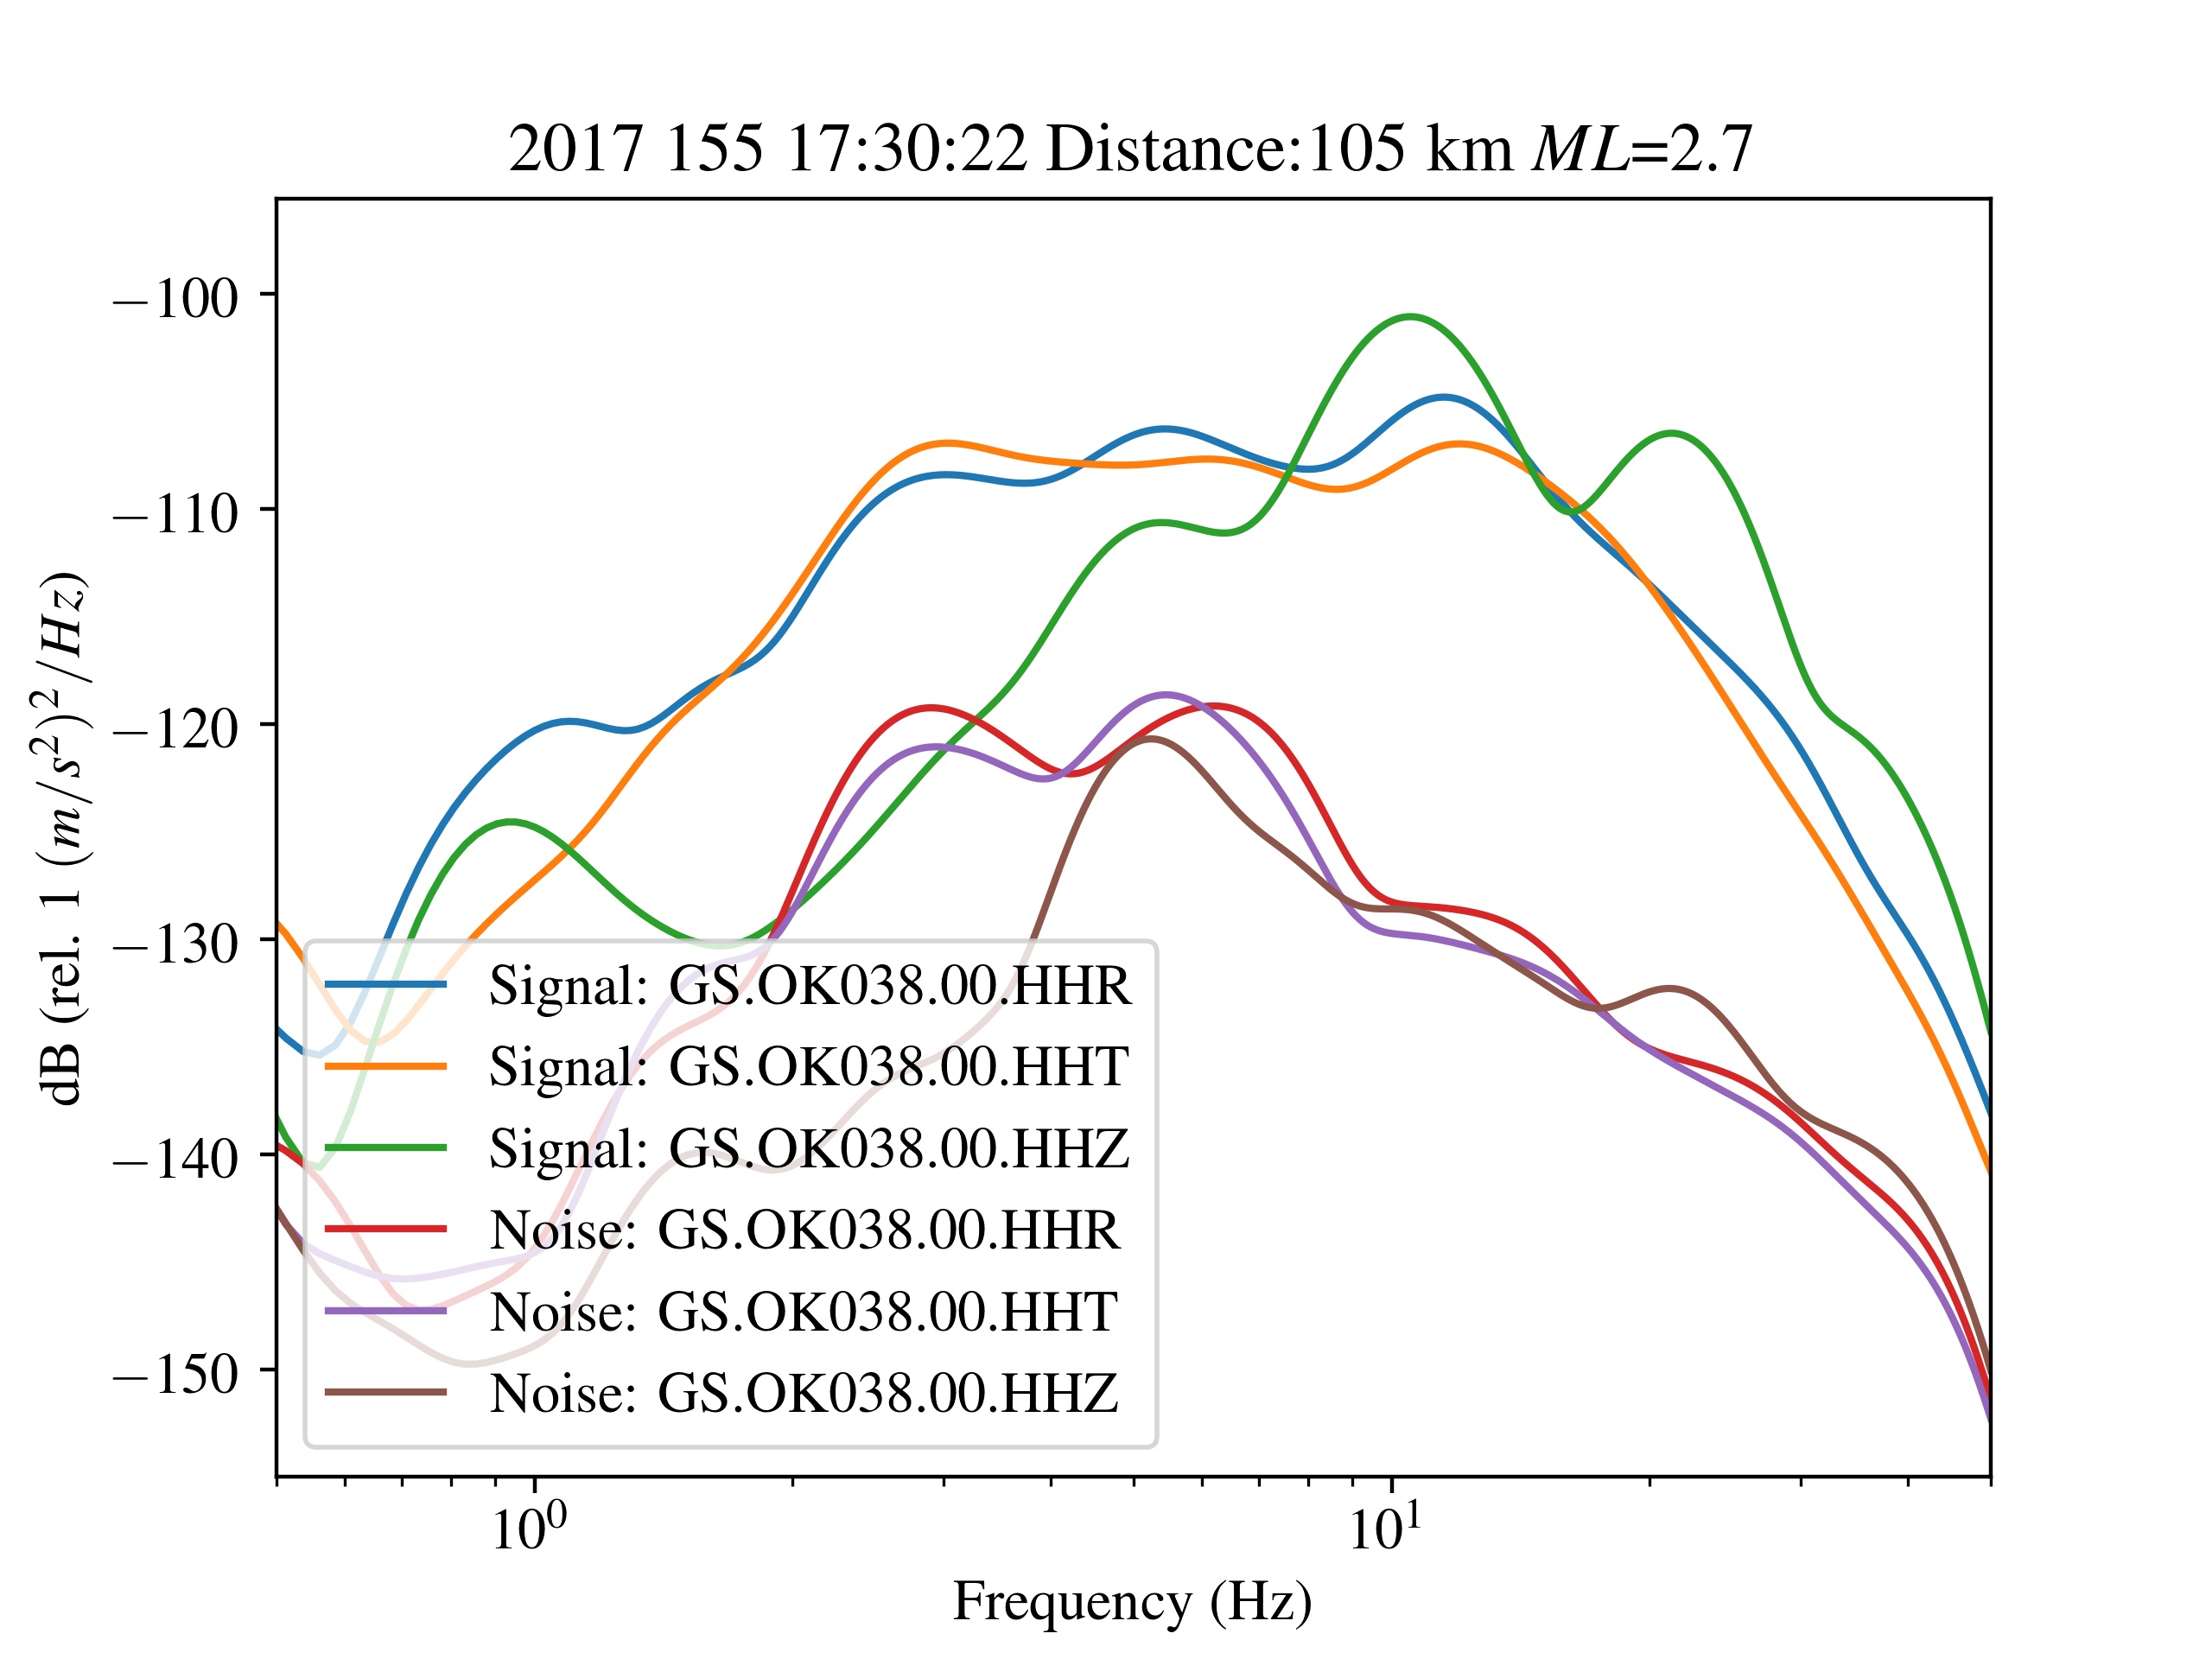 2017 155 17:30:22 Distance:105 km ML=2.7
dB (rel. 1 (m/s²)²/Hz)
−100
−110
−120
−130
−140
−150
Signal: GS.OK038.00.HHR
Signal: GS.OK038.00.HHT
Signal: GS.OK038.00.HHZ
Noise: GS.OK038.00.HHR
Noise: GS.OK038.00.HHT
Noise: GS.OK038.00.HHZ
10⁰ 10¹
Frequency (Hz)